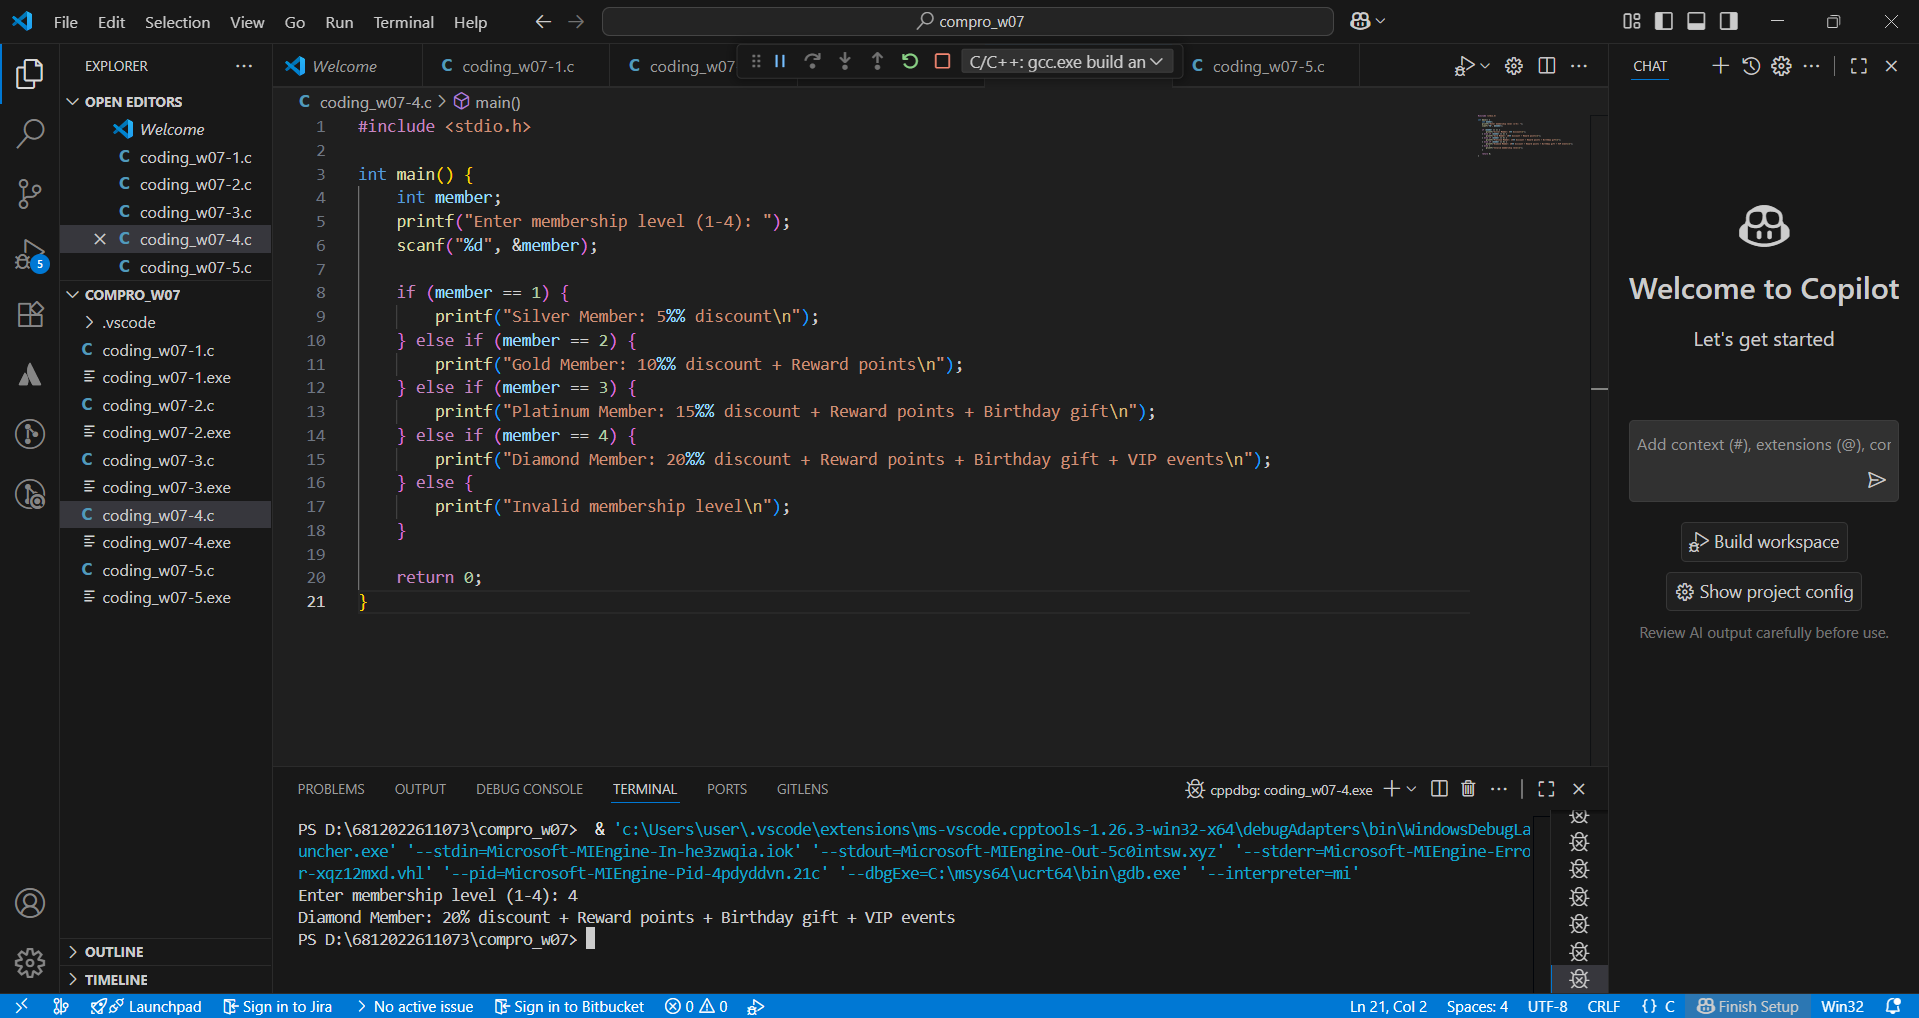 File Edit Selection View Go Run Terminal Help
compro_w07
EXPLORER
OPEN EDITORS
Welcome
coding_w07-1.c
coding_w07-2.c
coding_w07-3.c
coding_w07-4.c
coding_w07-5.c
COMPRO_W07
.vscode
coding_w07-1.c
coding_w07-1.exe
coding_w07-2.c
coding_w07-2.exe
coding_w07-3.c
coding_w07-3.exe
coding_w07-4.c
coding_w07-4.exe
coding_w07-5.c
coding_w07-5.exe
OUTLINE
TIMELINE
5
Welcome
C coding_w07-1.c
C coding_w07
C/C++: gcc.exe build an
C coding_w07-5.c
C coding_w07-4.c > main()
1 #include <stdio.h>
2
3 int main() {
4     int member;
5     printf("Enter membership level (1-4): ");
6     scanf("%d", &member);
7
8     if (member == 1) {
9         printf("Silver Member: 5%% discount\n");
10     } else if (member == 2) {
11         printf("Gold Member: 10%% discount + Reward points\n");
12     } else if (member == 3) {
13         printf("Platinum Member: 15%% discount + Reward points + Birthday gift\n");
14     } else if (member == 4) {
15         printf("Diamond Member: 20%% discount + Reward points + Birthday gift + VIP events\n");
16     } else {
17         printf("Invalid membership level\n");
18     }
19
20     return 0;
21 }
PROBLEMS OUTPUT DEBUG CONSOLE TERMINAL PORTS GITLENS
cppdbg: coding_w07-4.exe
PS D:\6812022611073\compro_w07>  & 'c:\Users\user\.vscode\extensions\ms-vscode.cpptools-1.26.3-win32-x64\debugAdapters\bin\WindowsDebugLa
uncher.exe' '--stdin=Microsoft-MIEngine-In-he3zwqia.iok' '--stdout=Microsoft-MIEngine-Out-5c0intsw.xyz' '--stderr=Microsoft-MIEngine-Erro
r-xqz12mxd.vhl' '--pid=Microsoft-MIEngine-Pid-4pdyddvn.21c' '--dbgExe=C:\msys64\ucrt64\bin\gdb.exe' '--interpreter=mi'
Enter membership level (1-4): 4
Diamond Member: 20% discount + Reward points + Birthday gift + VIP events
PS D:\6812022611073\compro_w07>
CHAT
Welcome to Copilot
Let's get started
Add context (#), extensions (@), cor
Build workspace
Show project config
Review AI output carefully before use.
Launchpad Sign in to Jira > No active issue Sign in to Bitbucket 0 0
Ln 21, Col 2 Spaces: 4 UTF-8 CRLF {} C Finish Setup Win32